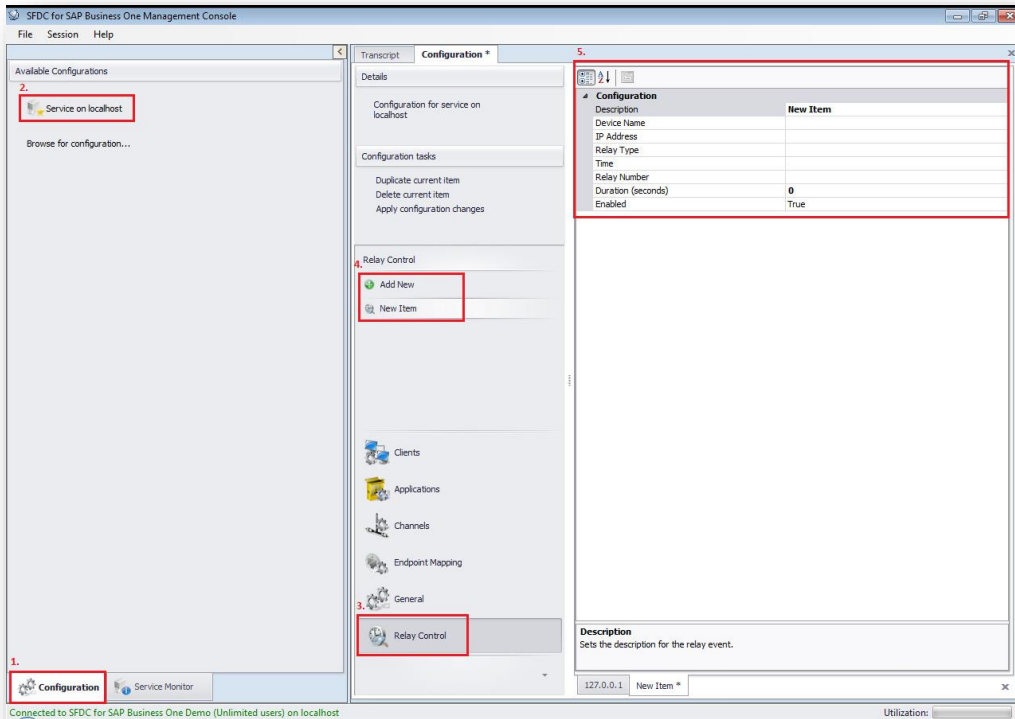 SFDC for SAP Business One Management Console
File Session Help
Available Configurations
2.
Service on localhost
Browse for configuration...
1.
Configuration
Service Monitor
Transcript
Configuration *
Details
Configuration for service on
localhost
Configuration tasks
Duplicate current item
Delete current item
Apply configuration changes
Relay Control
4.
Add New
New Item
Clients
Applications
Channels
Endpoint Mapping
General
3.
Relay Control
5.
Configuration
Description New Item
Device Name
IP Address
Relay Type
Time
Relay Number
Duration (seconds) 0
Enabled True
Description
Sets the description for the relay event.
127.0.0.1 New Item *
Connected to SFDC for SAP Business One Demo (Unlimited users) on localhost
Utilization: